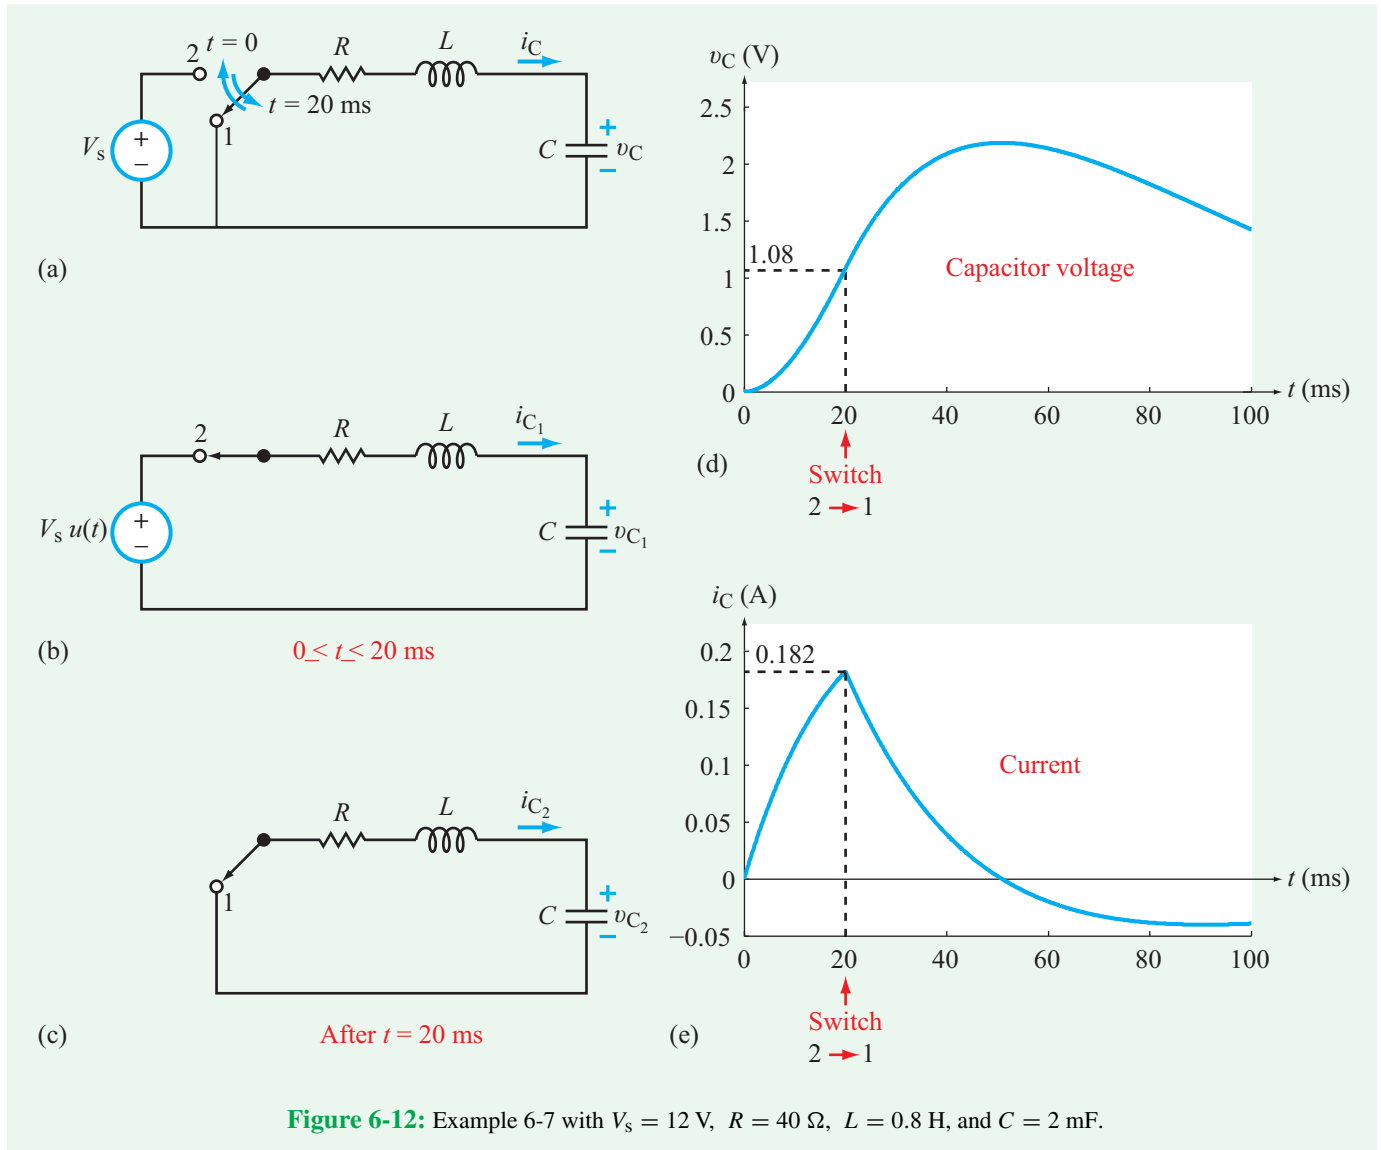 2 t = 0 R L iC
t = 20 ms
1
Vs + − C + vC −
(a)
2 R L iC1
Vs u(t) + − C + vC1 −
(b) 0 ≤ t ≤ 20 ms
R L iC2
1
C + vC2 −
(c) After t = 20 ms
vC (V)
2.5
2
1.5
1.08
1
Capacitor voltage
0.5
0
0 20 40 60 80 100
t (ms)
(d)
Switch
2 → 1
iC (A)
0.2
0.182
0.15
0.1
Current
0.05
0
t (ms)
−0.05
0 20 40 60 80 100
(e)
Switch
2 → 1
Figure 6-12: Example 6-7 with Vs = 12 V, R = 40 Ω, L = 0.8 H, and C = 2 mF.